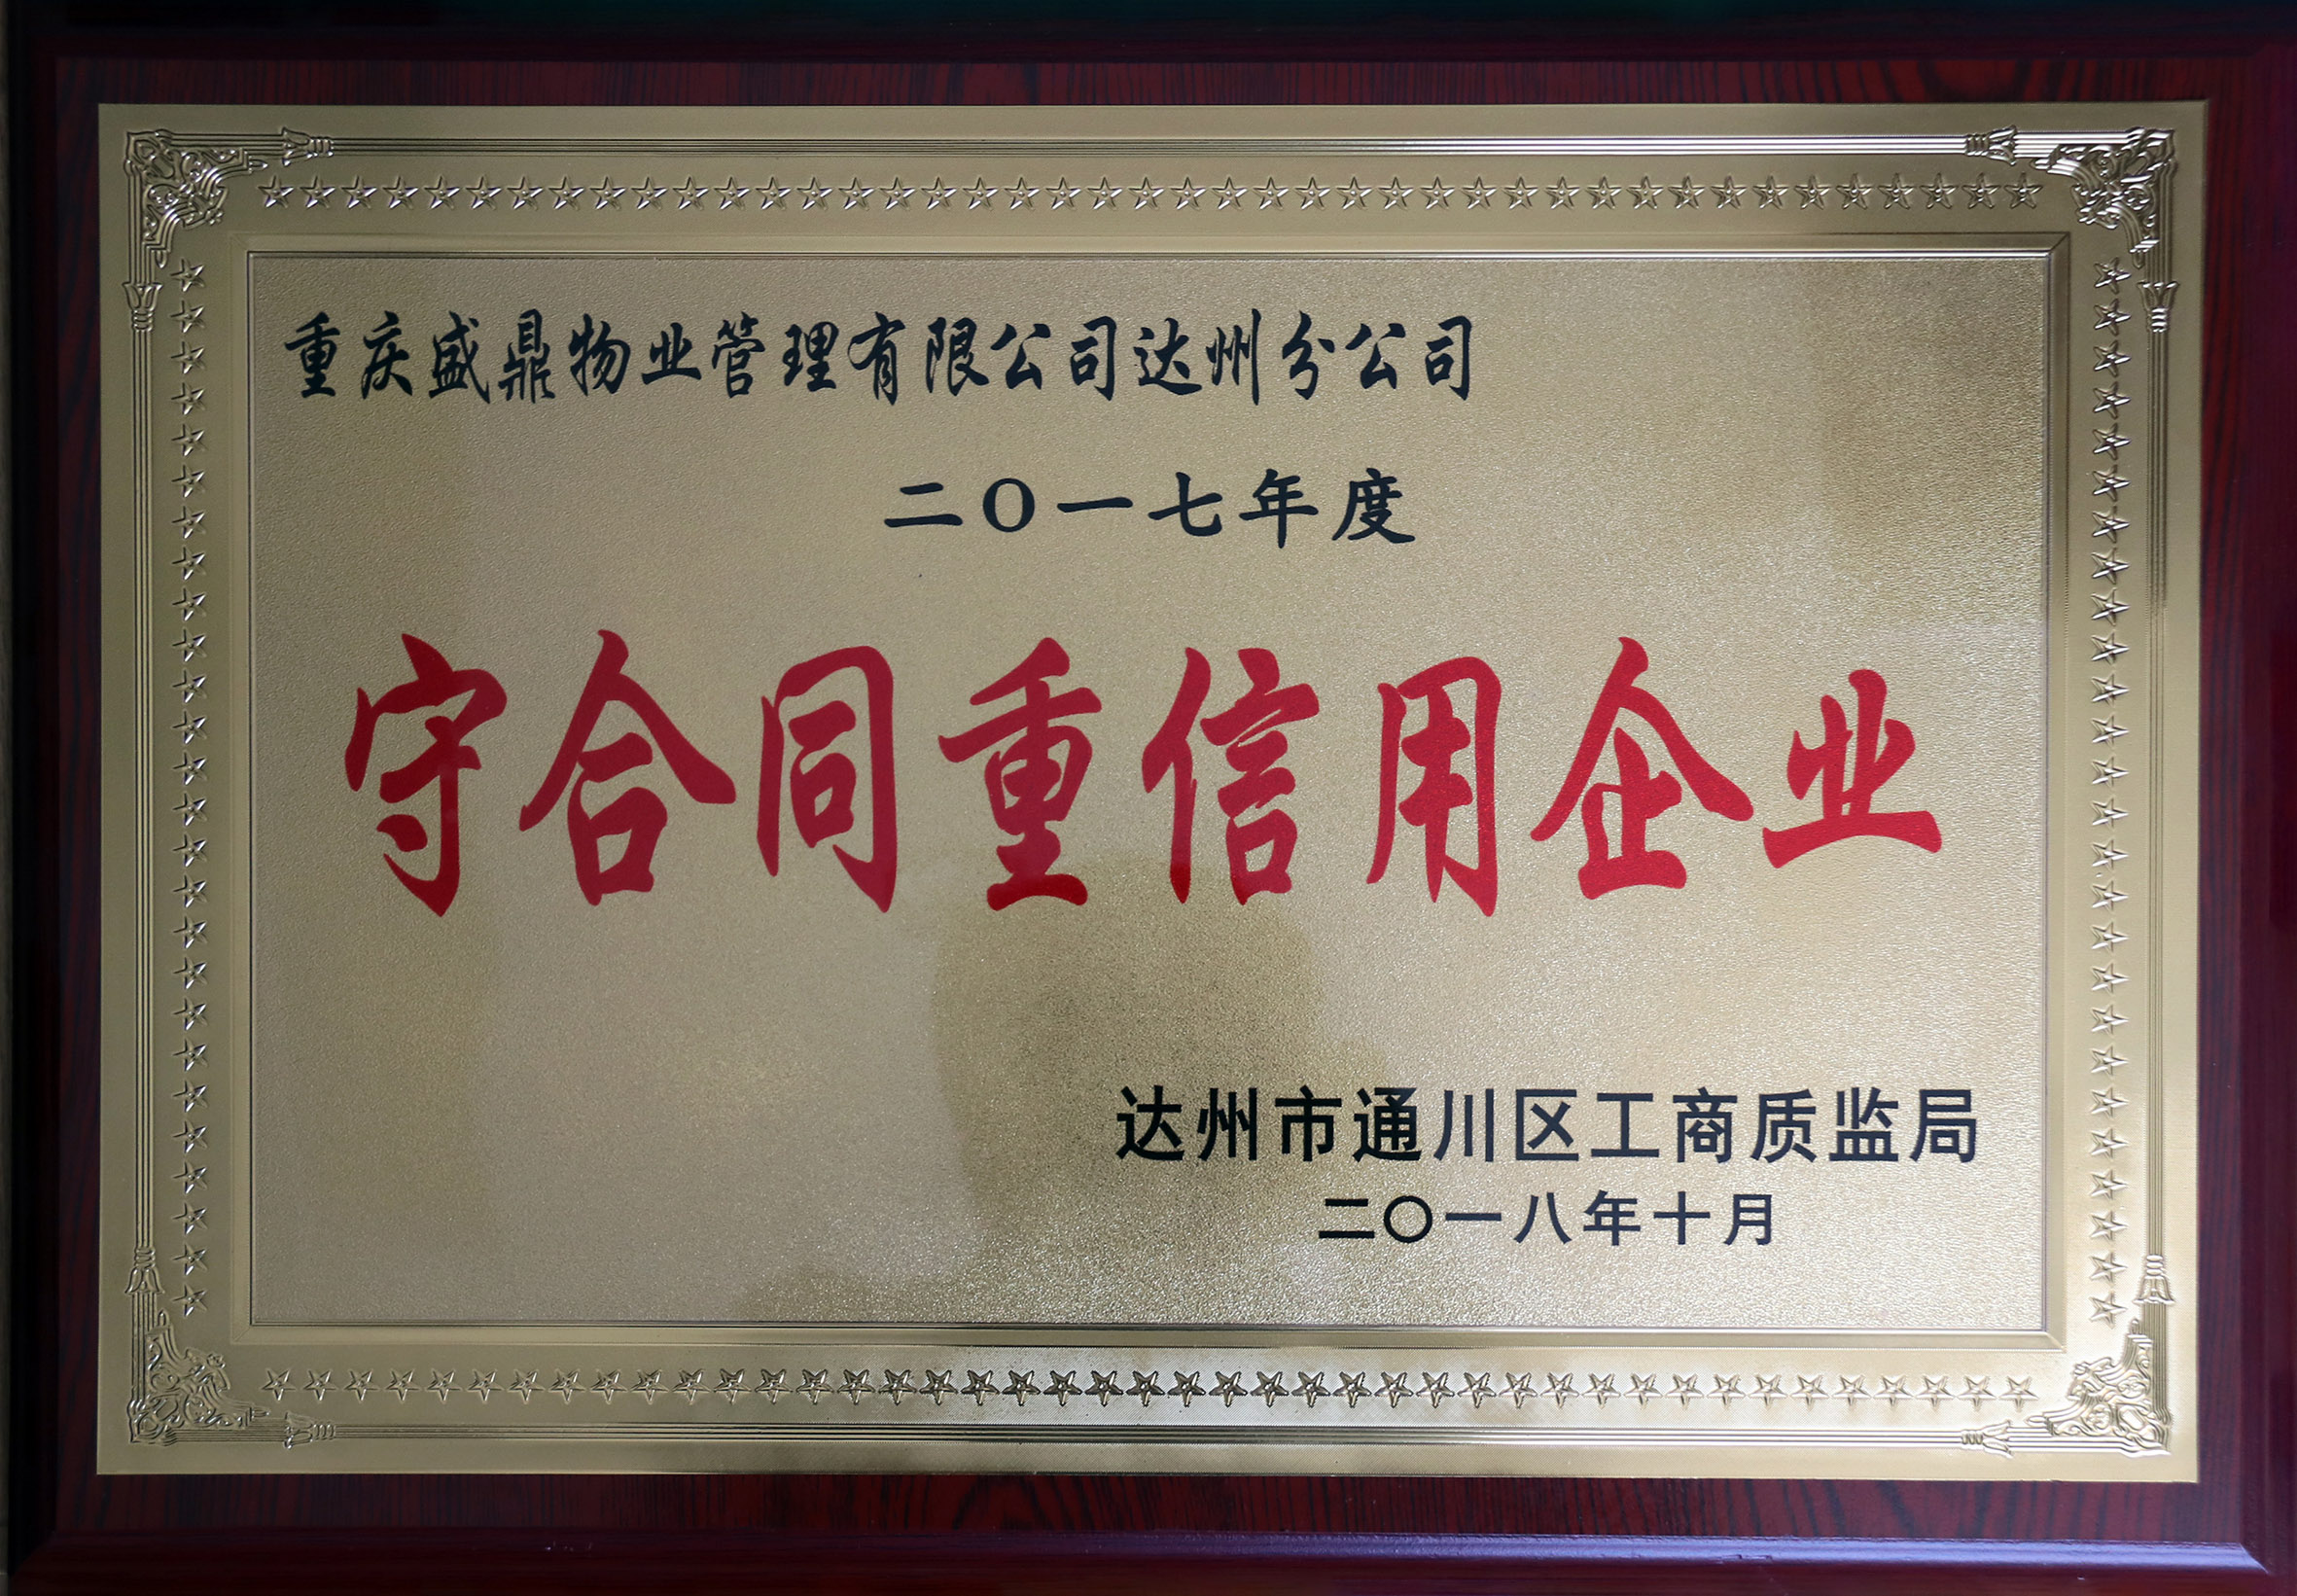 重庆盛鼎物业管理有限公司达州分公司
二〇一七年度
守合同重信用企业
达州市通川区工商质监局
二〇一八年十月